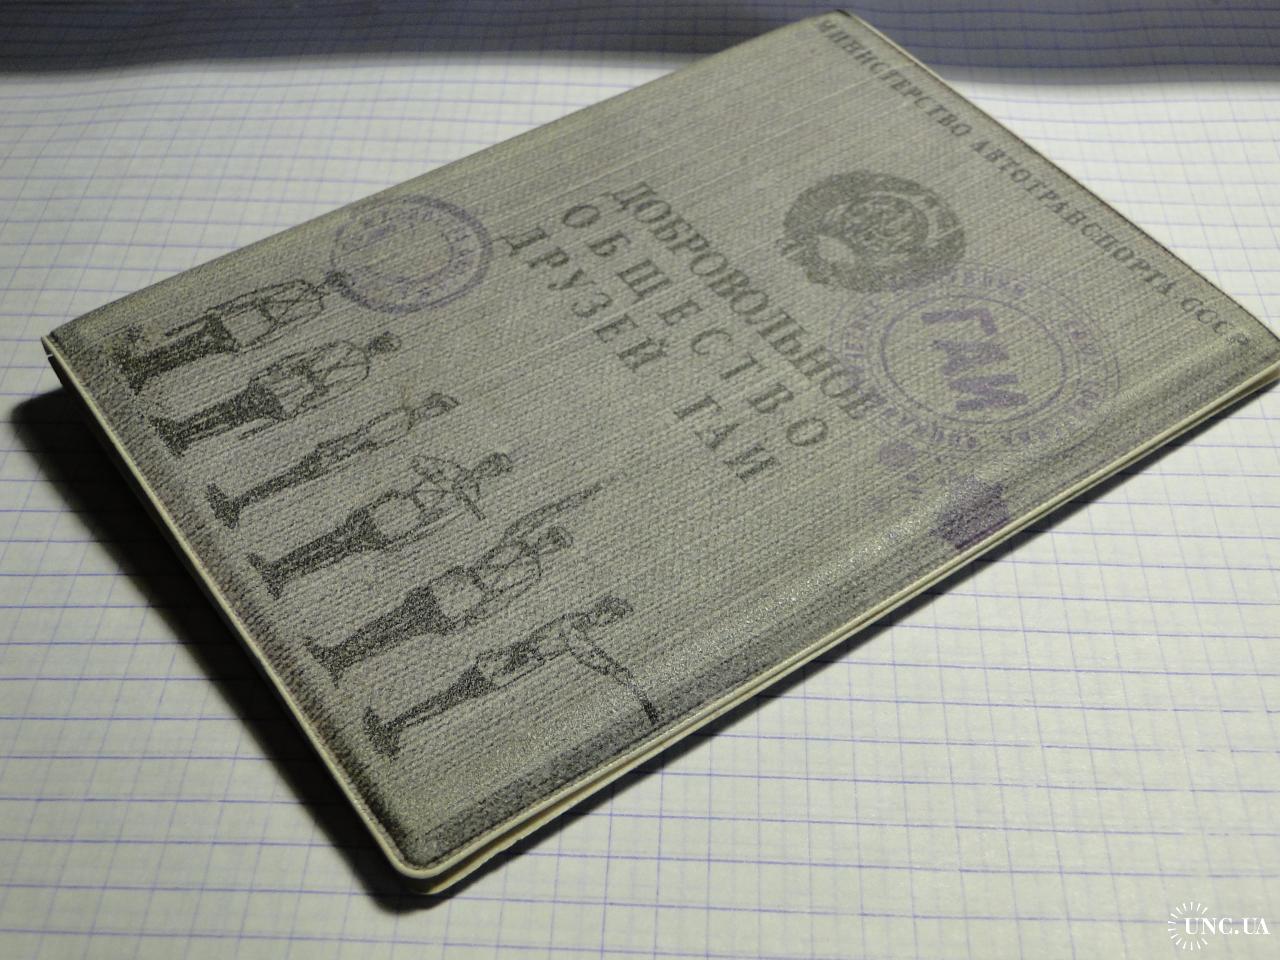 МИНИСТЕРСТВО АВТОТРАНСПОРТА СССР
ДОБРОВОЛЬНОЕ
ОБЩЕСТВО
ДРУЗЕЙ ГАИ
ГАИ
UNC.UA